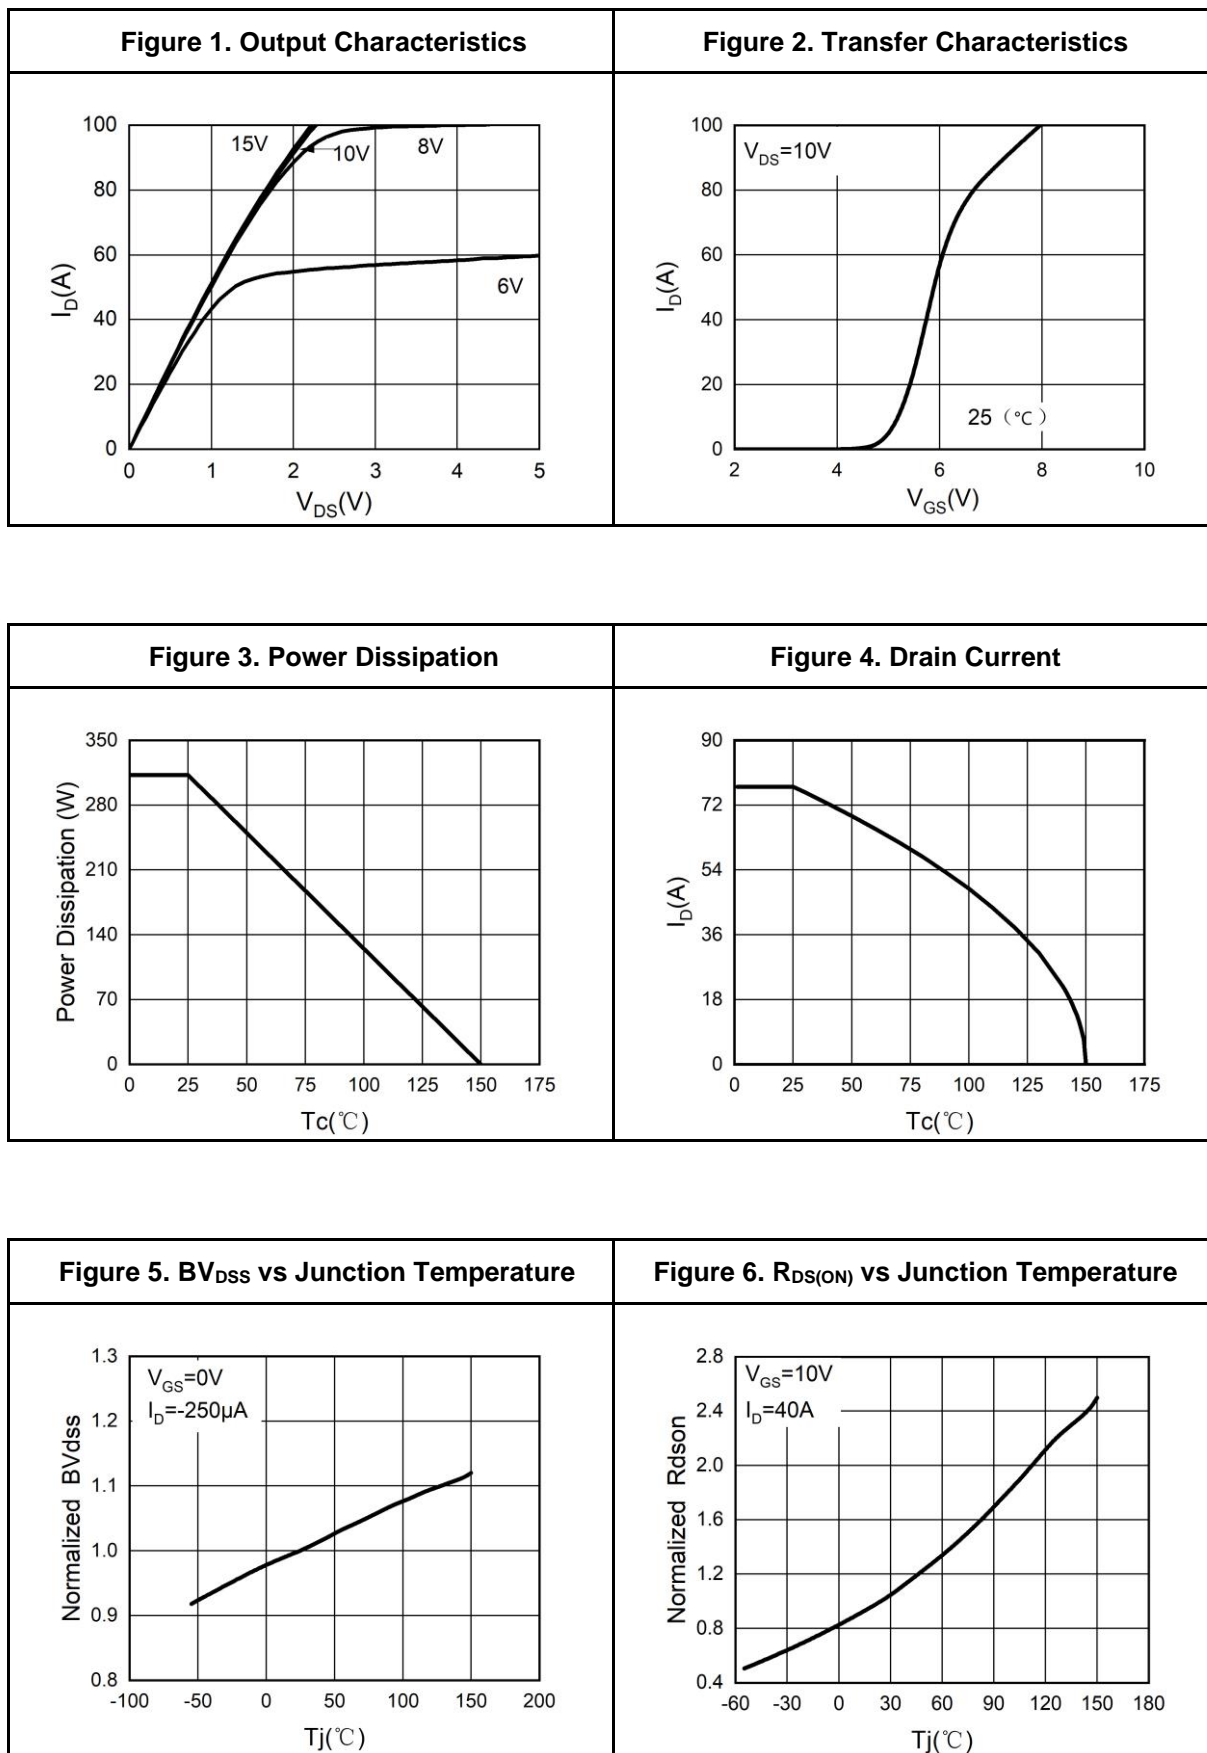 Figure 1. Output Characteristics
Figure 2. Transfer Characteristics
100
80
60
40
20
0
0 1 2 3 4 5
I_D(A)
V_DS(V)
15V
10V
8V
6V
100
80
60
40
20
0
2 4 6 8 10
I_D(A)
V_GS(V)
V_DS=10V
25（℃）
Figure 3. Power Dissipation
Figure 4. Drain Current
350
280
210
140
70
0
0 25 50 75 100 125 150 175
Power Dissipation (W)
Tc(℃)
90
72
54
36
18
0
0 25 50 75 100 125 150 175
I_D(A)
Tc(℃)
Figure 5. BV_DSS vs Junction Temperature
Figure 6. R_DS(ON) vs Junction Temperature
1.3
1.2
1.1
1.0
0.9
0.8
-100 -50 0 50 100 150 200
Normalized BVdss
Tj(℃)
V_GS=0V
I_D=-250μA
2.8
2.4
2.0
1.6
1.2
0.8
0.4
-60 -30 0 30 60 90 120 150 180
Normalized Rdson
Tj(℃)
V_GS=10V
I_D=40A